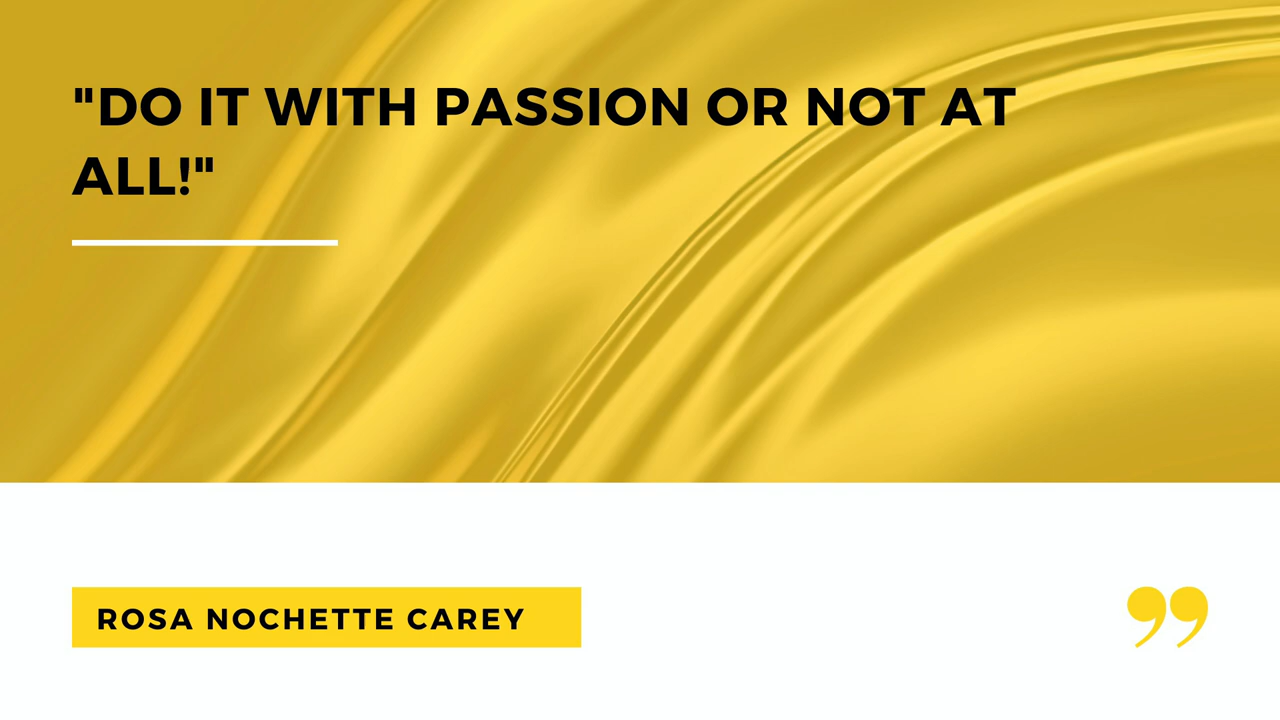 "DO IT WITH PASSION OR NOT AT
ALL!"
ROSA NOCHETTE CAREY
”